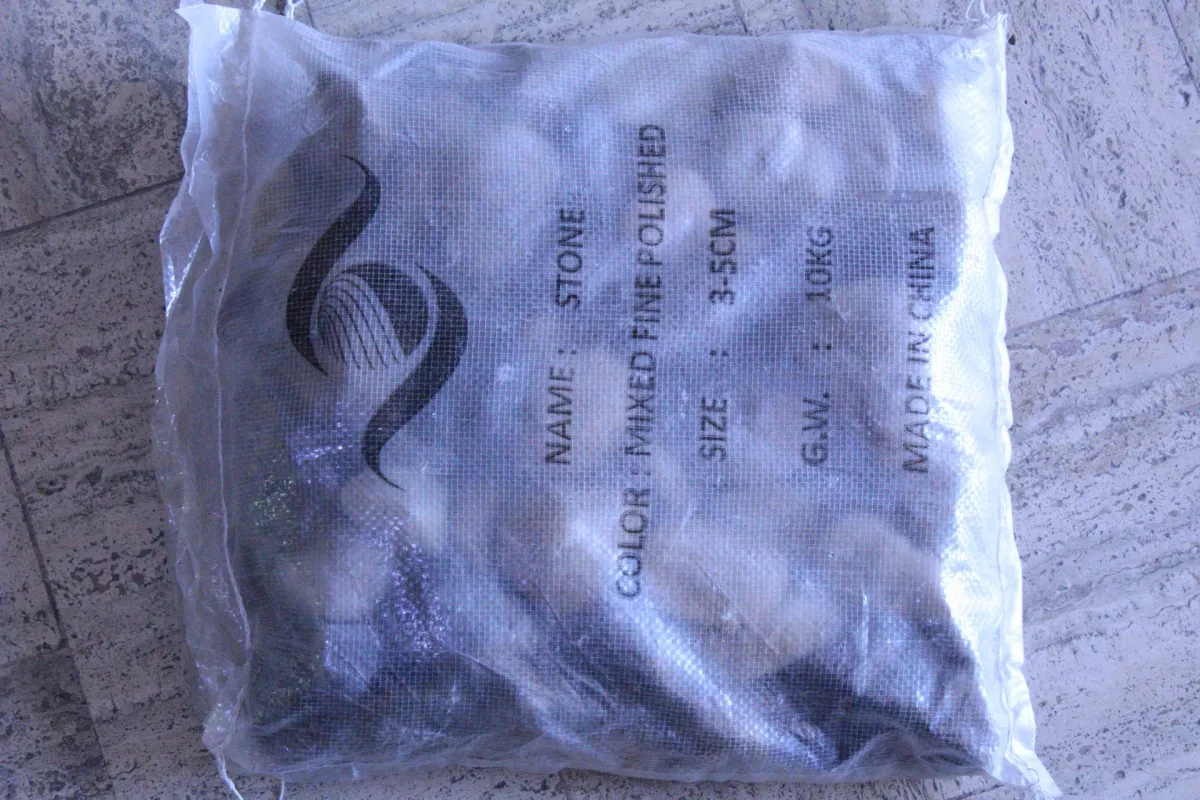 NAME : STONE
COLOR : MIXED FINE POLISHED
SIZE : 3-5CM
G.W. : 10KG
MADE IN CHINA